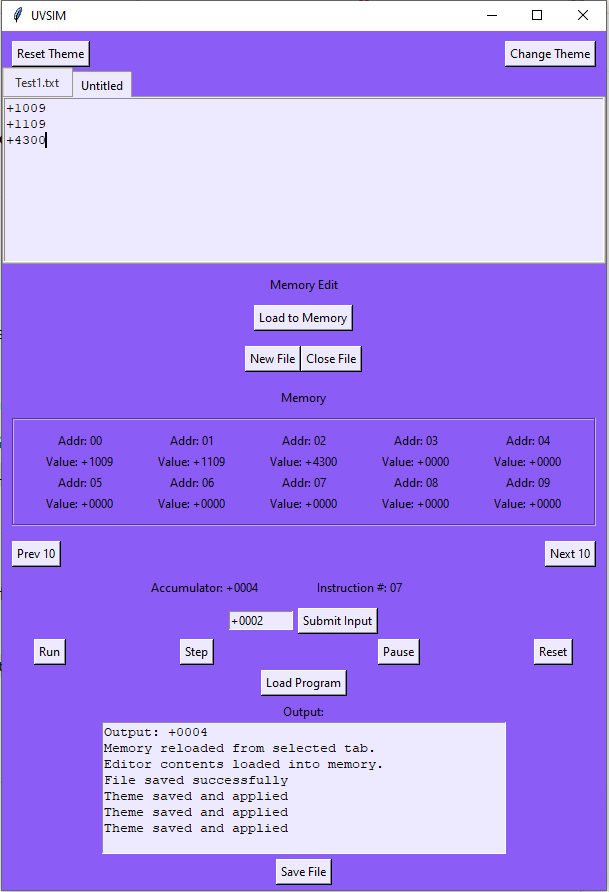 UVSIM
Reset Theme Change Theme
Test1.txt Untitled
+1009
+1109
+4300
Memory Edit
Load to Memory
New File Close File
Memory
Addr: 00 Addr: 01 Addr: 02 Addr: 03 Addr: 04
Value: +1009 Value: +1109 Value: +4300 Value: +0000 Value: +0000
Addr: 05 Addr: 06 Addr: 07 Addr: 08 Addr: 09
Value: +0000 Value: +0000 Value: +0000 Value: +0000 Value: +0000
Prev 10 Next 10
Accumulator: +0004 Instruction #: 07
+0002 Submit Input
Run Step Pause Reset
Load Program
Output:
Output: +0004
Memory reloaded from selected tab.
Editor contents loaded into memory.
File saved successfully
Theme saved and applied
Theme saved and applied
Theme saved and applied
Save File